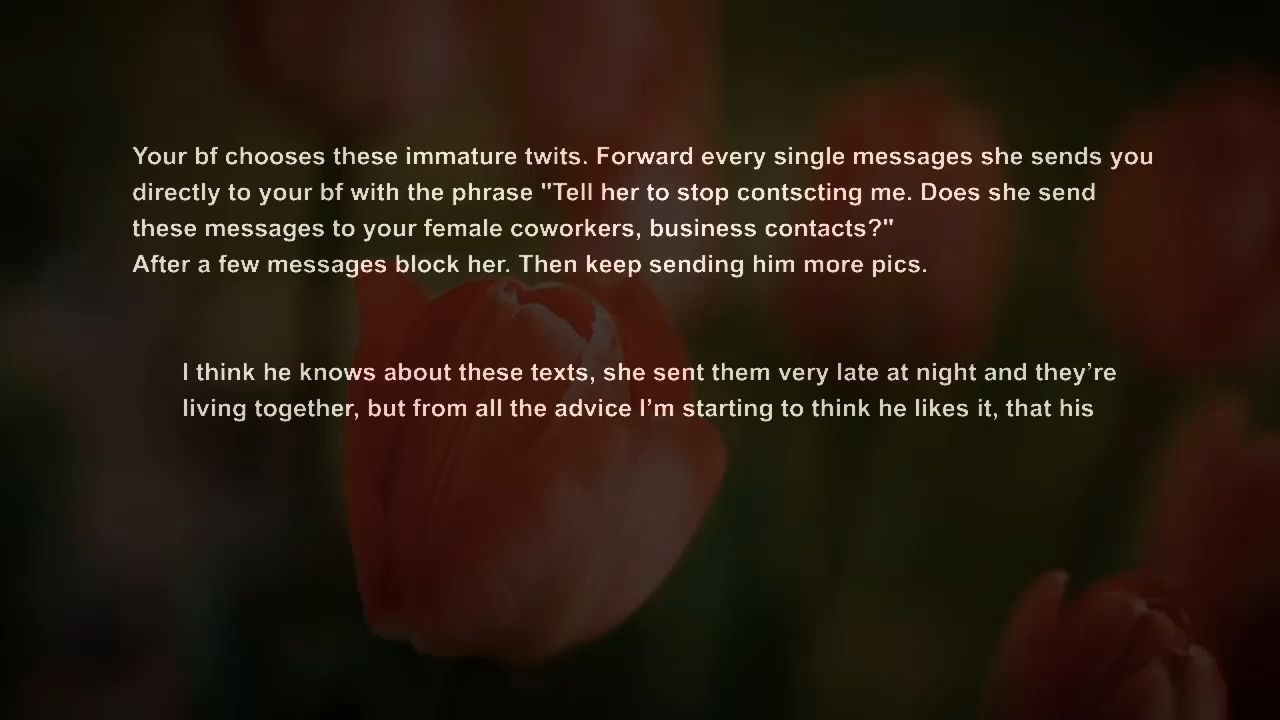 Your bf chooses these immature twits. Forward every single messages she sends you
directly to your bf with the phrase "Tell her to stop contscting me. Does she send
these messages to your female coworkers, business contacts?"
After a few messages block her. Then keep sending him more pics.
I think he knows about these texts, she sent them very late at night and they’re
living together, but from all the advice I’m starting to think he likes it, that his